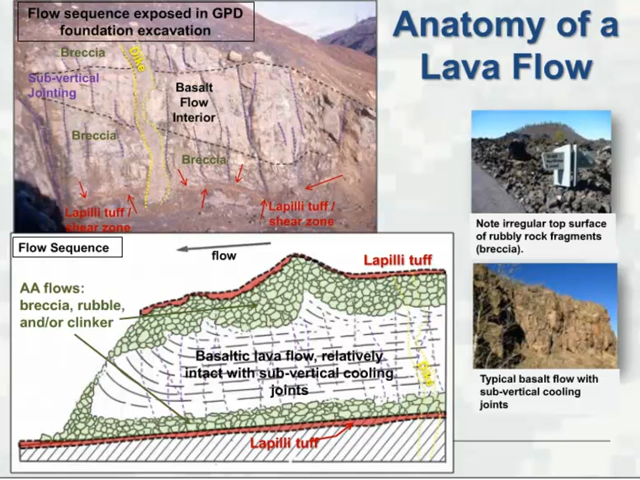 Flow sequence exposed in GPD
foundation excavation
Anatomy of a
Lava Flow
Breccia
Dike
Sub-vertical
Jointing
Basalt
Flow
Interior
Breccia
Breccia
Lapilli tuff /
shear zone
Lapilli tuff /
shear zone
Note irregular top surface
of rubbly rock fragments
(breccia).
Flow Sequence
flow
Lapilli tuff
AA flows:
breccia, rubble,
and/or clinker
Basaltic lava flow, relatively
intact with sub-vertical cooling
joints
Dike
Lapilli tuff
Typical basalt flow with
sub-vertical cooling
joints